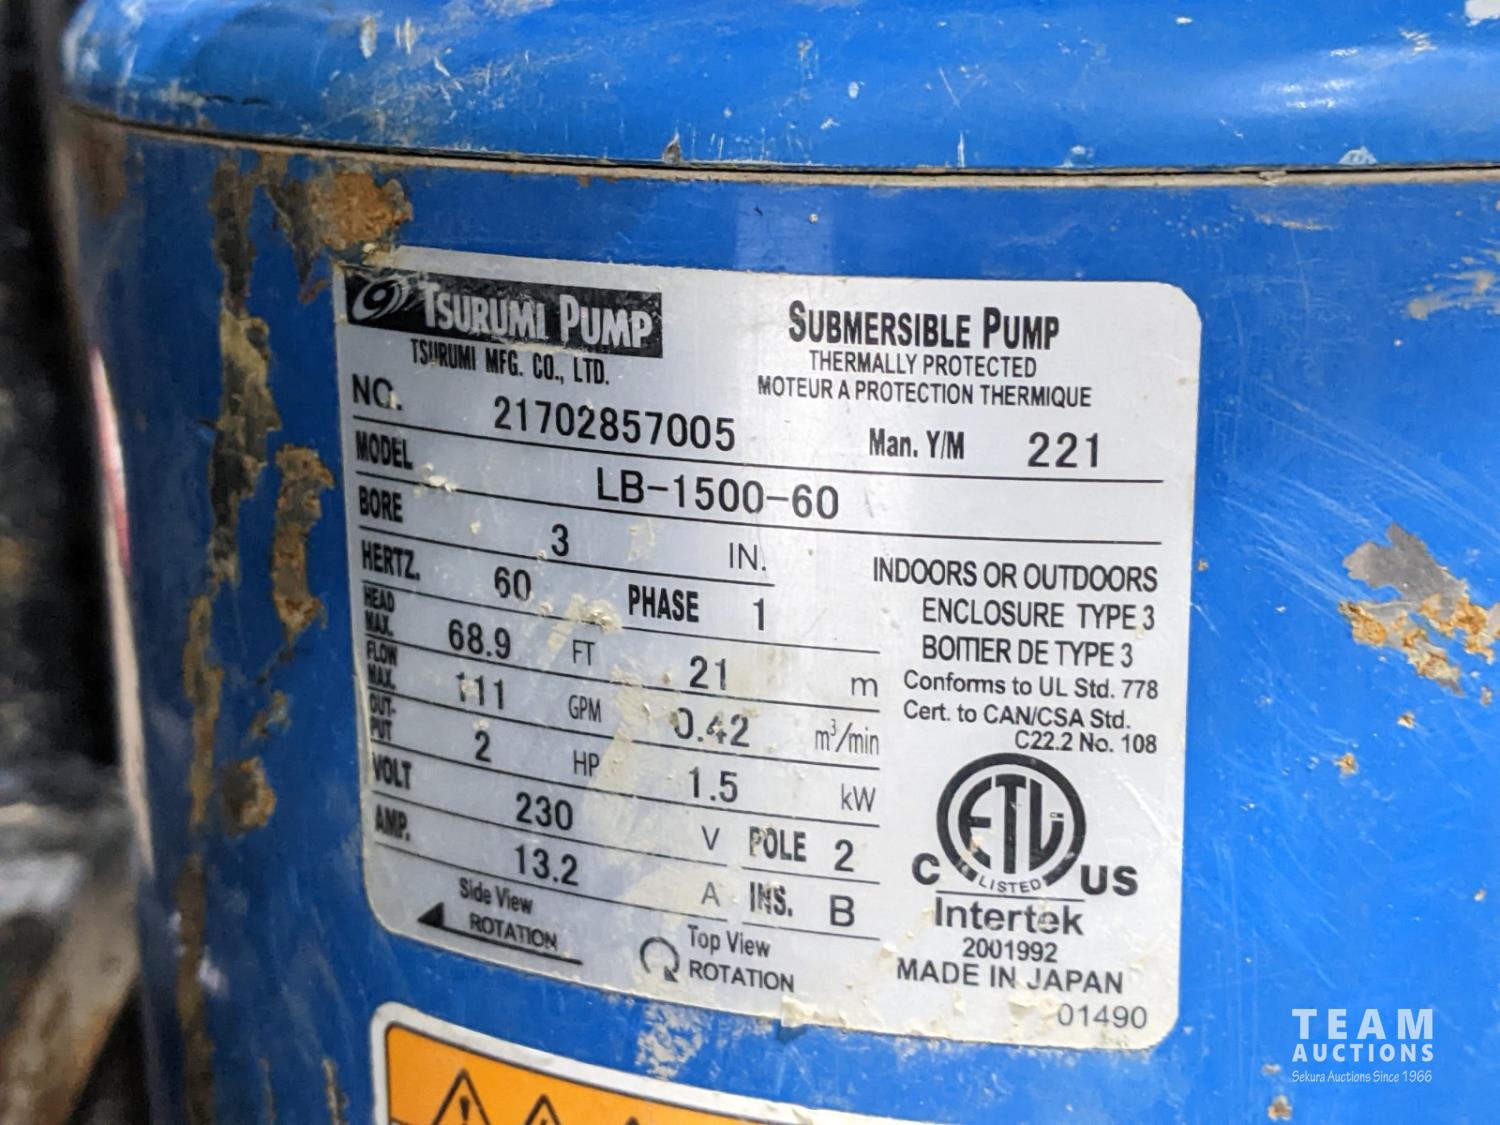 TSURUMI PUMP
TSURUMI MFG. CO., LTD.
SUBMERSIBLE PUMP
THERMALLY PROTECTED
MOTEUR A PROTECTION THERMIQUE
NO. 21702857005 Man. Y/M 221
MODEL LB-1500-60
BORE 3 IN.
HERTZ. 60 PHASE 1
HEAD MAX. 68.9 FT 21 m
FLOW MAX. 111 GPM 0.42 m³/min
OUT-PUT 2 HP 1.5 kW
VOLT 230 V POLE 2
AMP. 13.2 A INS. B
Side View
ROTATION
Top View
ROTATION
INDOORS OR OUTDOORS
ENCLOSURE TYPE 3
BOITIER DE TYPE 3
Conforms to UL Std. 778
Cert. to CAN/CSA Std.
C22.2 No. 108
ETL
LISTED
C US
Intertek
2001992
MADE IN JAPAN
01490
TEAM
AUCTIONS
Sekura Auctions Since 1966